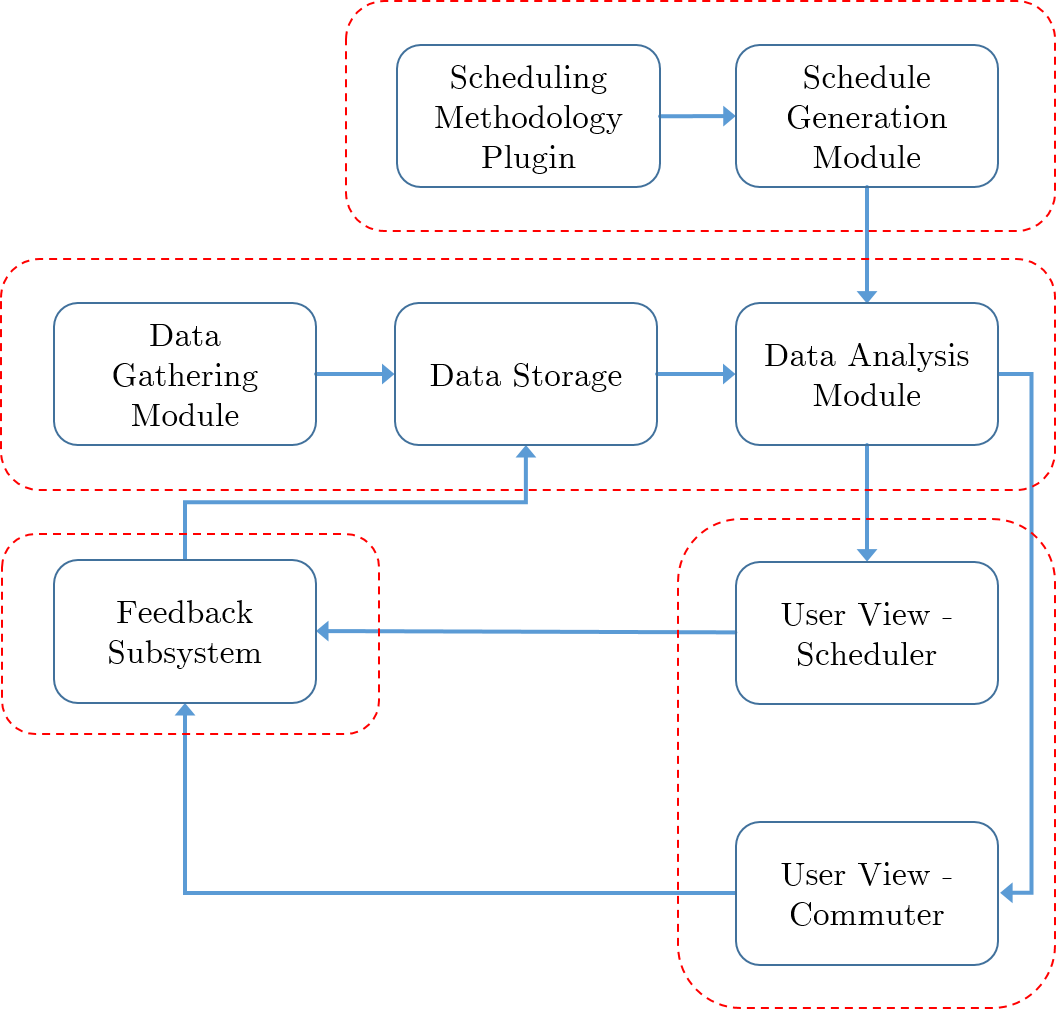 Scheduling
Methodology
Plugin
Schedule
Generation
Module
Data
Gathering
Module
Data Storage
Data Analysis
Module
Feedback
Subsystem
User View -
Scheduler
User View -
Commuter